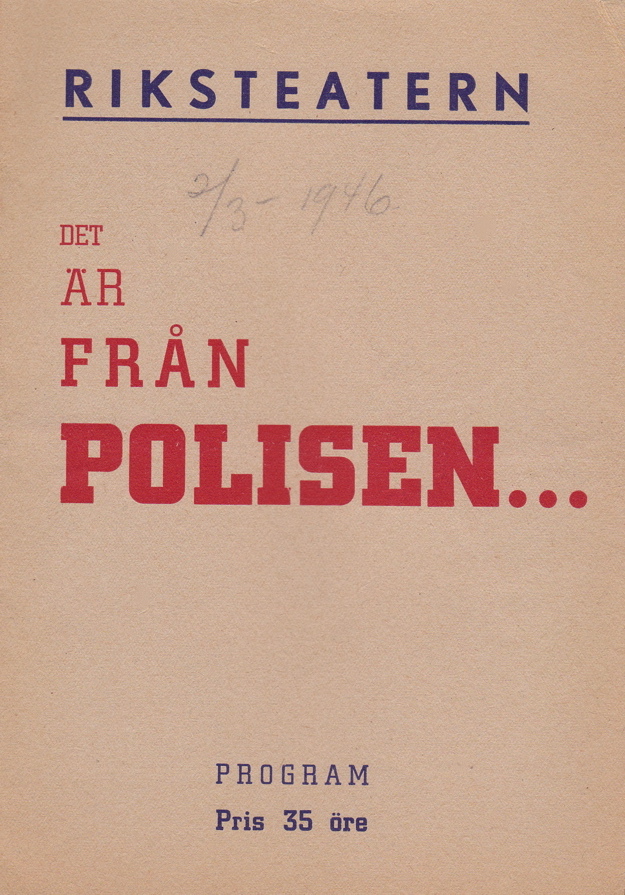 RIKSTEATERN
2/3 - 1946.
DET
ÄR
FRÅN
POLISEN...
PROGRAM
Pris 35 öre